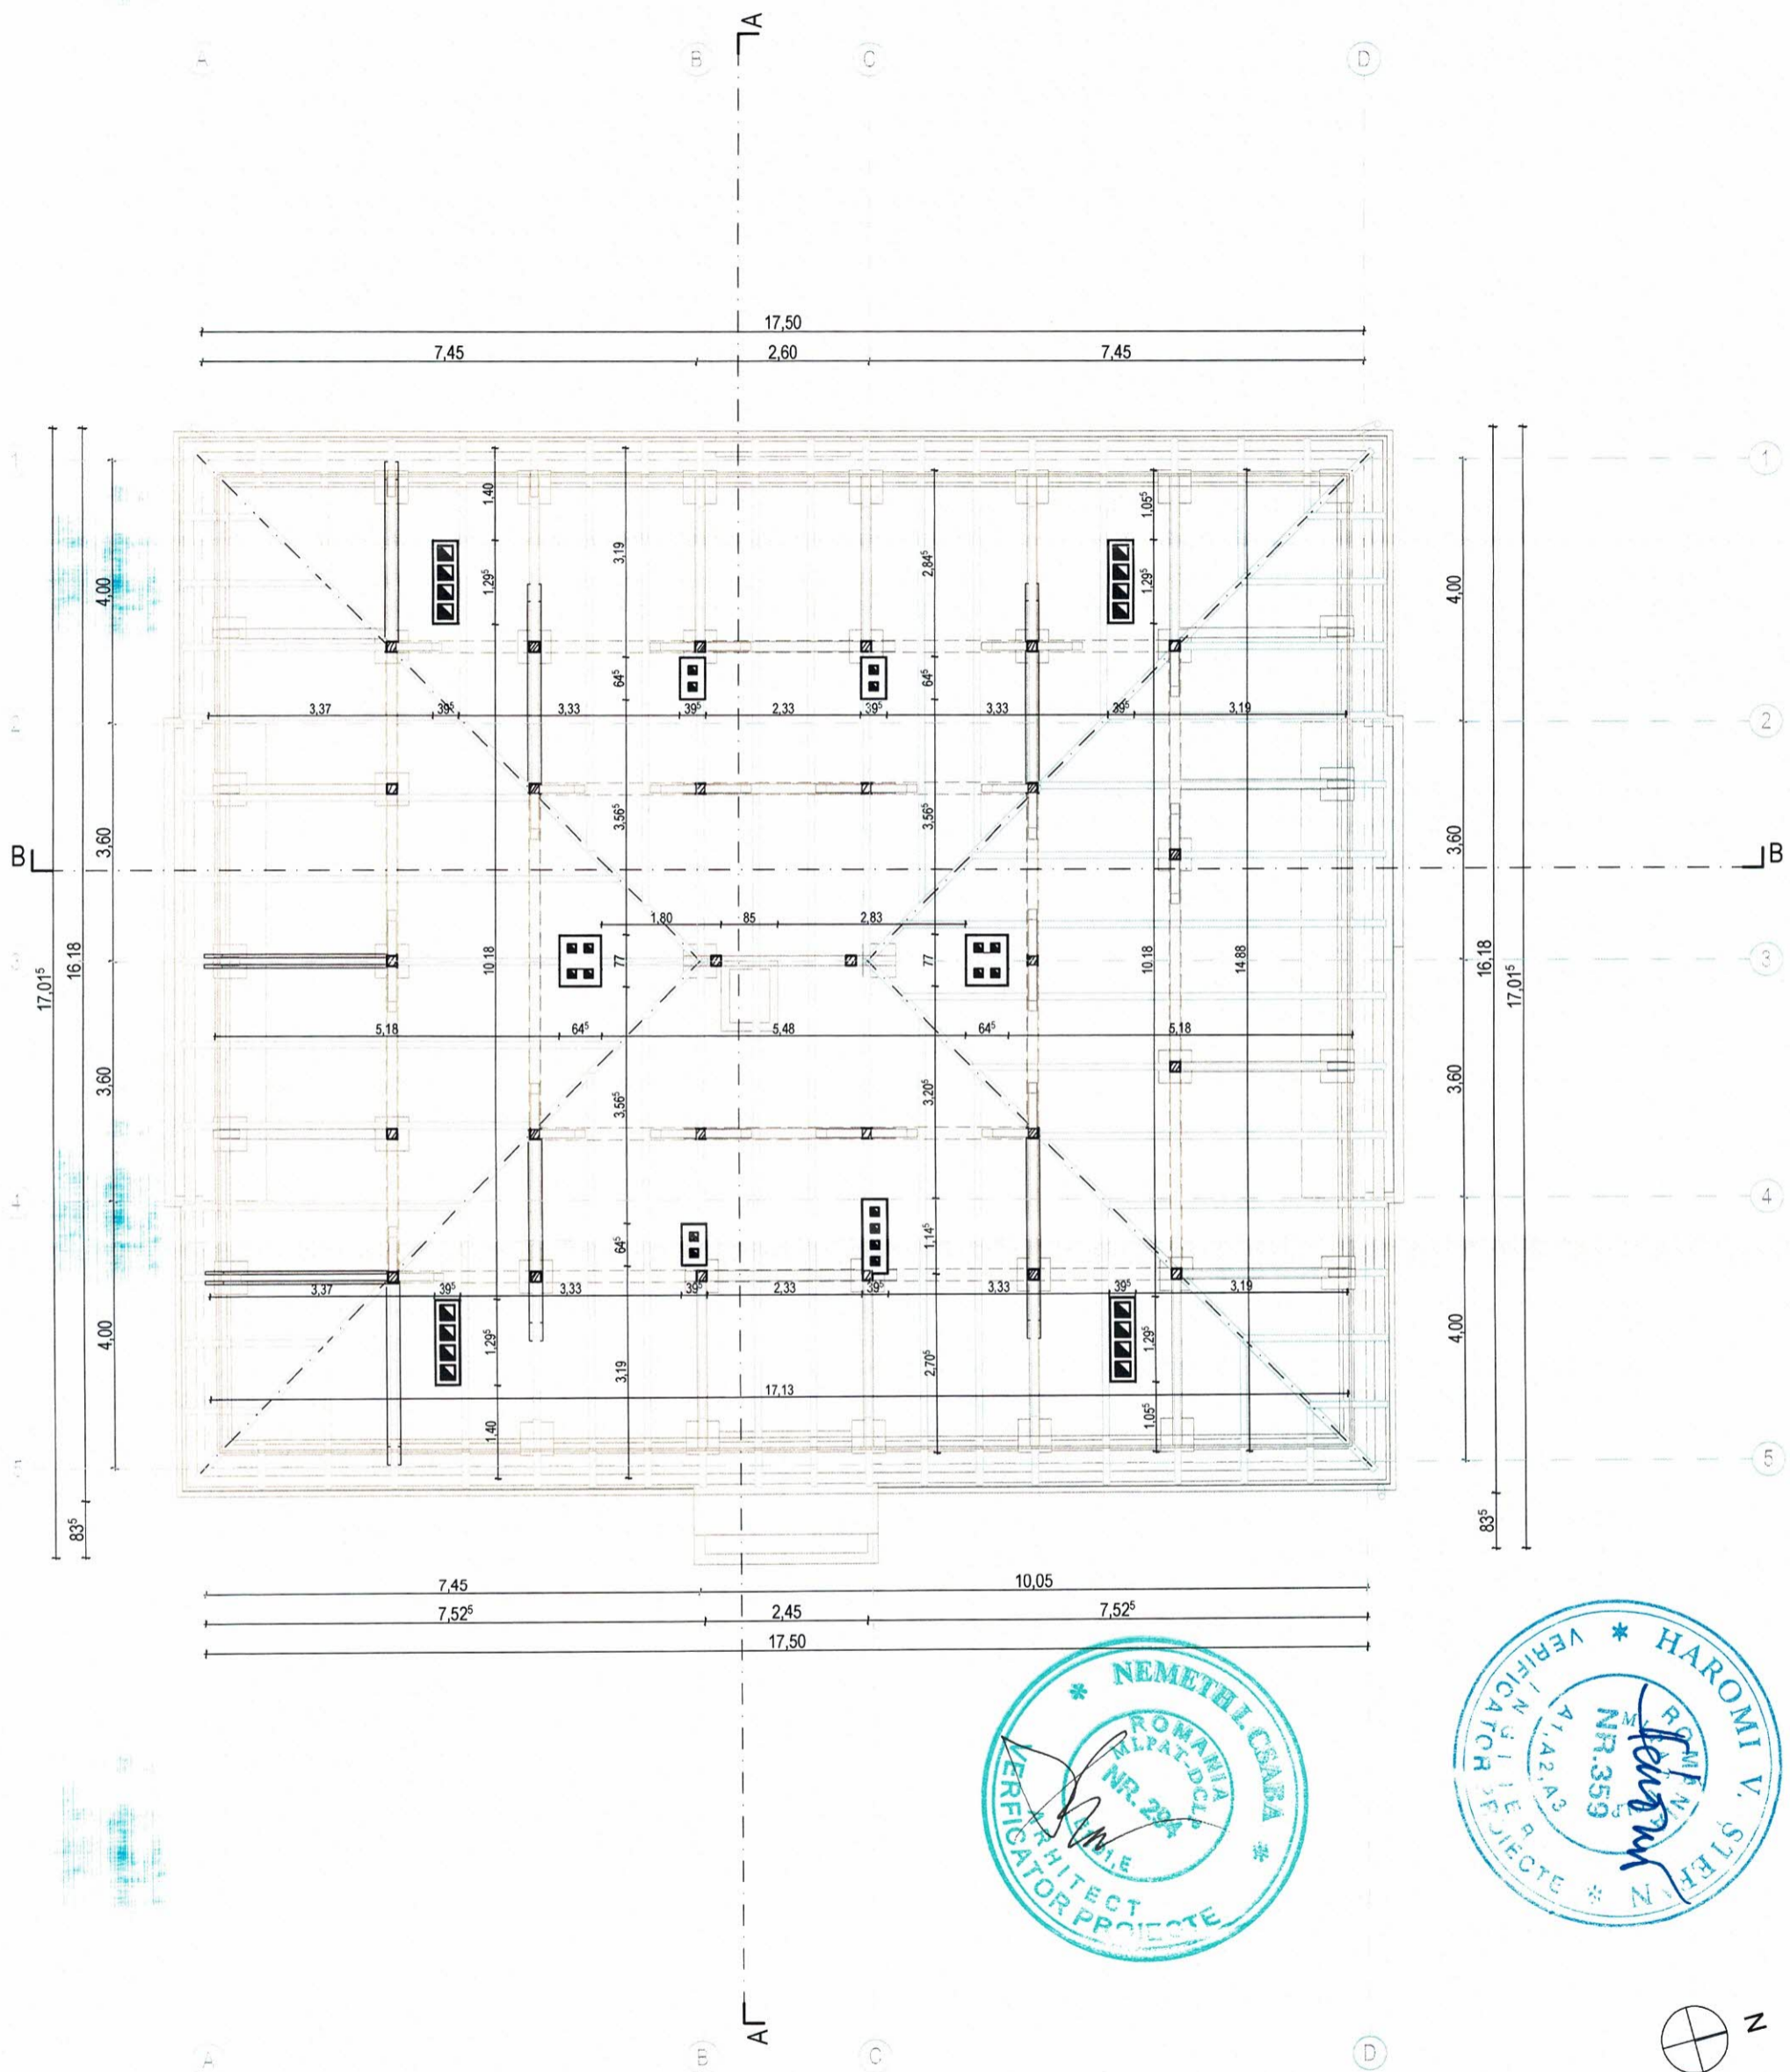 A
A B C D
17,50
7,45 2,60 7,45
1 1
1,40 3,19 2,84⁵ 1,05⁵
4,00 1,29⁵ 1,29⁵ 4,00
64⁵ 64⁵
3,37 39⁵ 3,33 39⁵ 2,33 39⁵ 3,33 39⁵ 3,19
2 2
3,60 3,56⁵ 3,56⁵ 3,60
B B
1,80 85 2,83
17,01⁵ 16,18 3 10,18 77 77 10,18 14,88 3 16,18 17,01⁵
5,18 64⁵ 5,48 64⁵ 5,18
3,60 3,56⁵ 3,20⁵ 3,60
4 4
64⁵ 1,14⁵
3,37 39⁵ 3,33 39⁵ 2,33 39⁵ 3,33 39⁵ 3,19
4,00 1,29⁵ 3,19 2,70⁵ 1,29⁵ 4,00
17,13
1,40 1,05⁵
5 5
83⁵ 83⁵
7,45 10,05
7,52⁵ 2,45 7,52⁵
17,50
* NEMETH I. CSABA *
VERFICATOR PROIECTE
ARHITECT
ROMANIA
MLPAT-DCLP
NR. 294
* HAROMI V. ȘTEFAN *
VERIFICATOR PROIECTE
INGINER
ROMANIA
NR.359
A1,A2,A3
A
N
A B C D